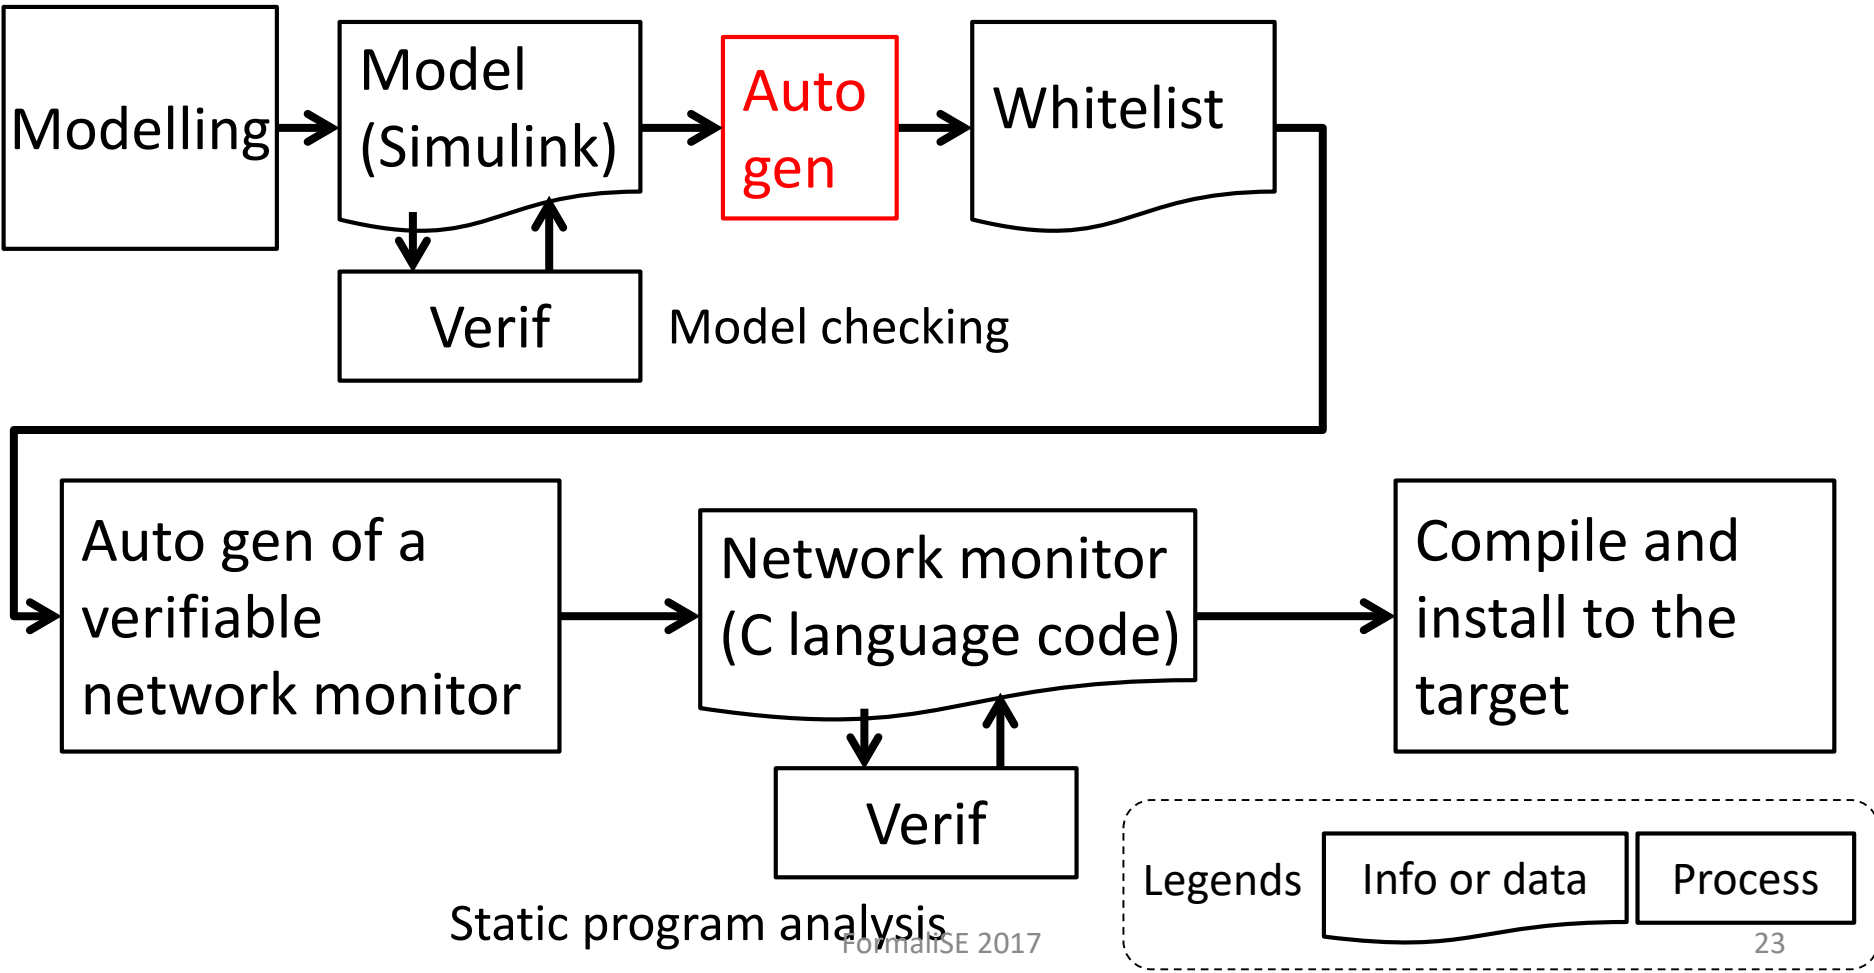 Modelling
Model
(Simulink)
Auto
gen
Whitelist
Verif
Model checking
Auto gen of a
verifiable
network monitor
Network monitor
(C language code)
Compile and
install to the
target
Verif
Static program analysis
Legends
Info or data
Process
FormaliSE 2017
23